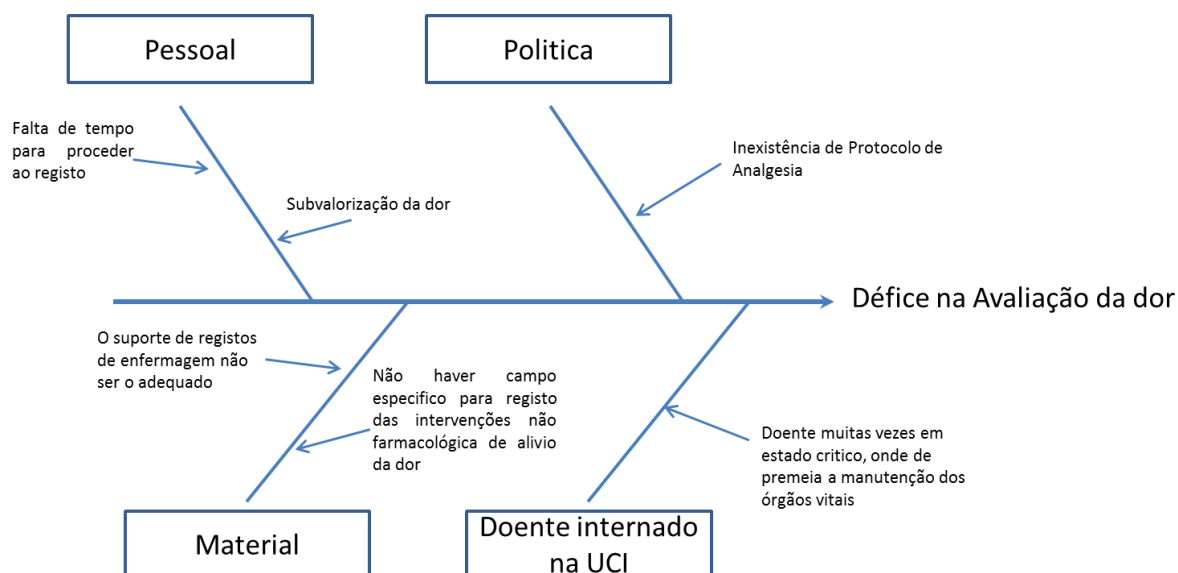 Pessoal
Politica
Falta de tempo
para proceder
ao registo
Subvalorização da dor
Inexistência de Protocolo de
Analgesia
Défice na Avaliação da dor
O suporte de registos
de enfermagem não
ser o adequado
Não haver campo
especifico para registo
das intervenções não
farmacológica de alivio
da dor
Doente muitas vezes em
estado critico, onde de
premeia a manutenção dos
órgãos vitais
Material
Doente internado
na UCI